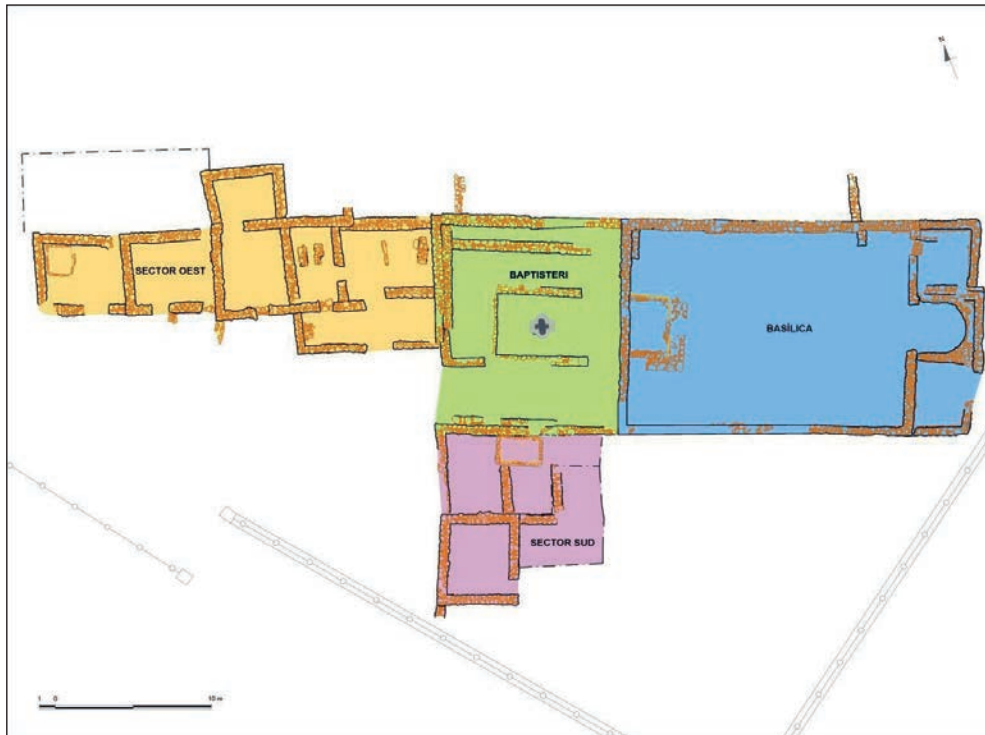 N
SECTOR OEST
BAPTISTERI
BASÍLICA
SECTOR SUD
1 0 10 m